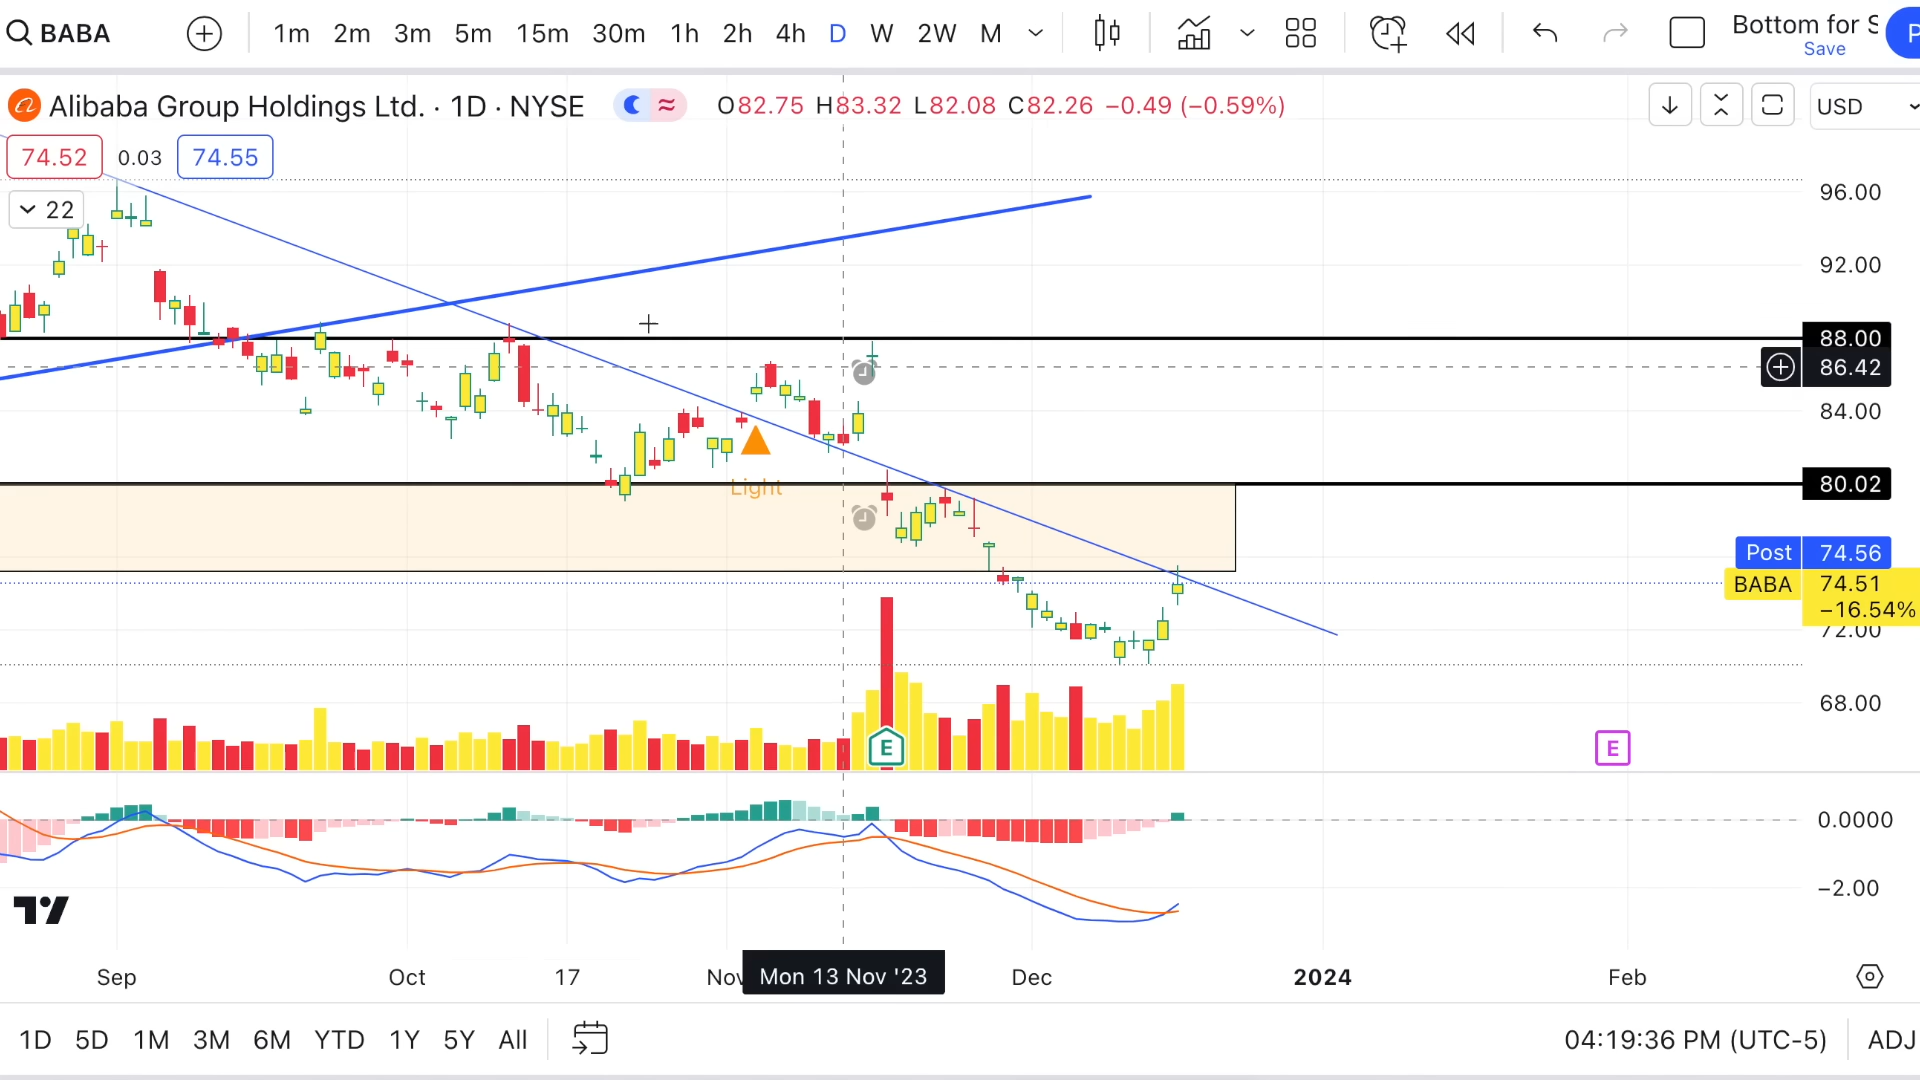 BABA
1m 2m 3m 5m 15m 30m 1h 2h 4h D W 2W M
Bottom for S
Save
P
Alibaba Group Holdings Ltd. · 1D · NYSE
≈
O82.75 H83.32 L82.08 C82.26 −0.49 (−0.59%)
USD
74.52 0.03 74.55
22
96.00
92.00
88.00
86.42
84.00
80.02
Light
Post 74.56
BABA 74.51
−16.54%
72.00
68.00
E
E
0.0000
−2.00
Sep Oct 17 Nov Mon 13 Nov '23 Dec 2024 Feb
1D 5D 1M 3M 6M YTD 1Y 5Y All
04:19:36 PM (UTC-5) ADJ